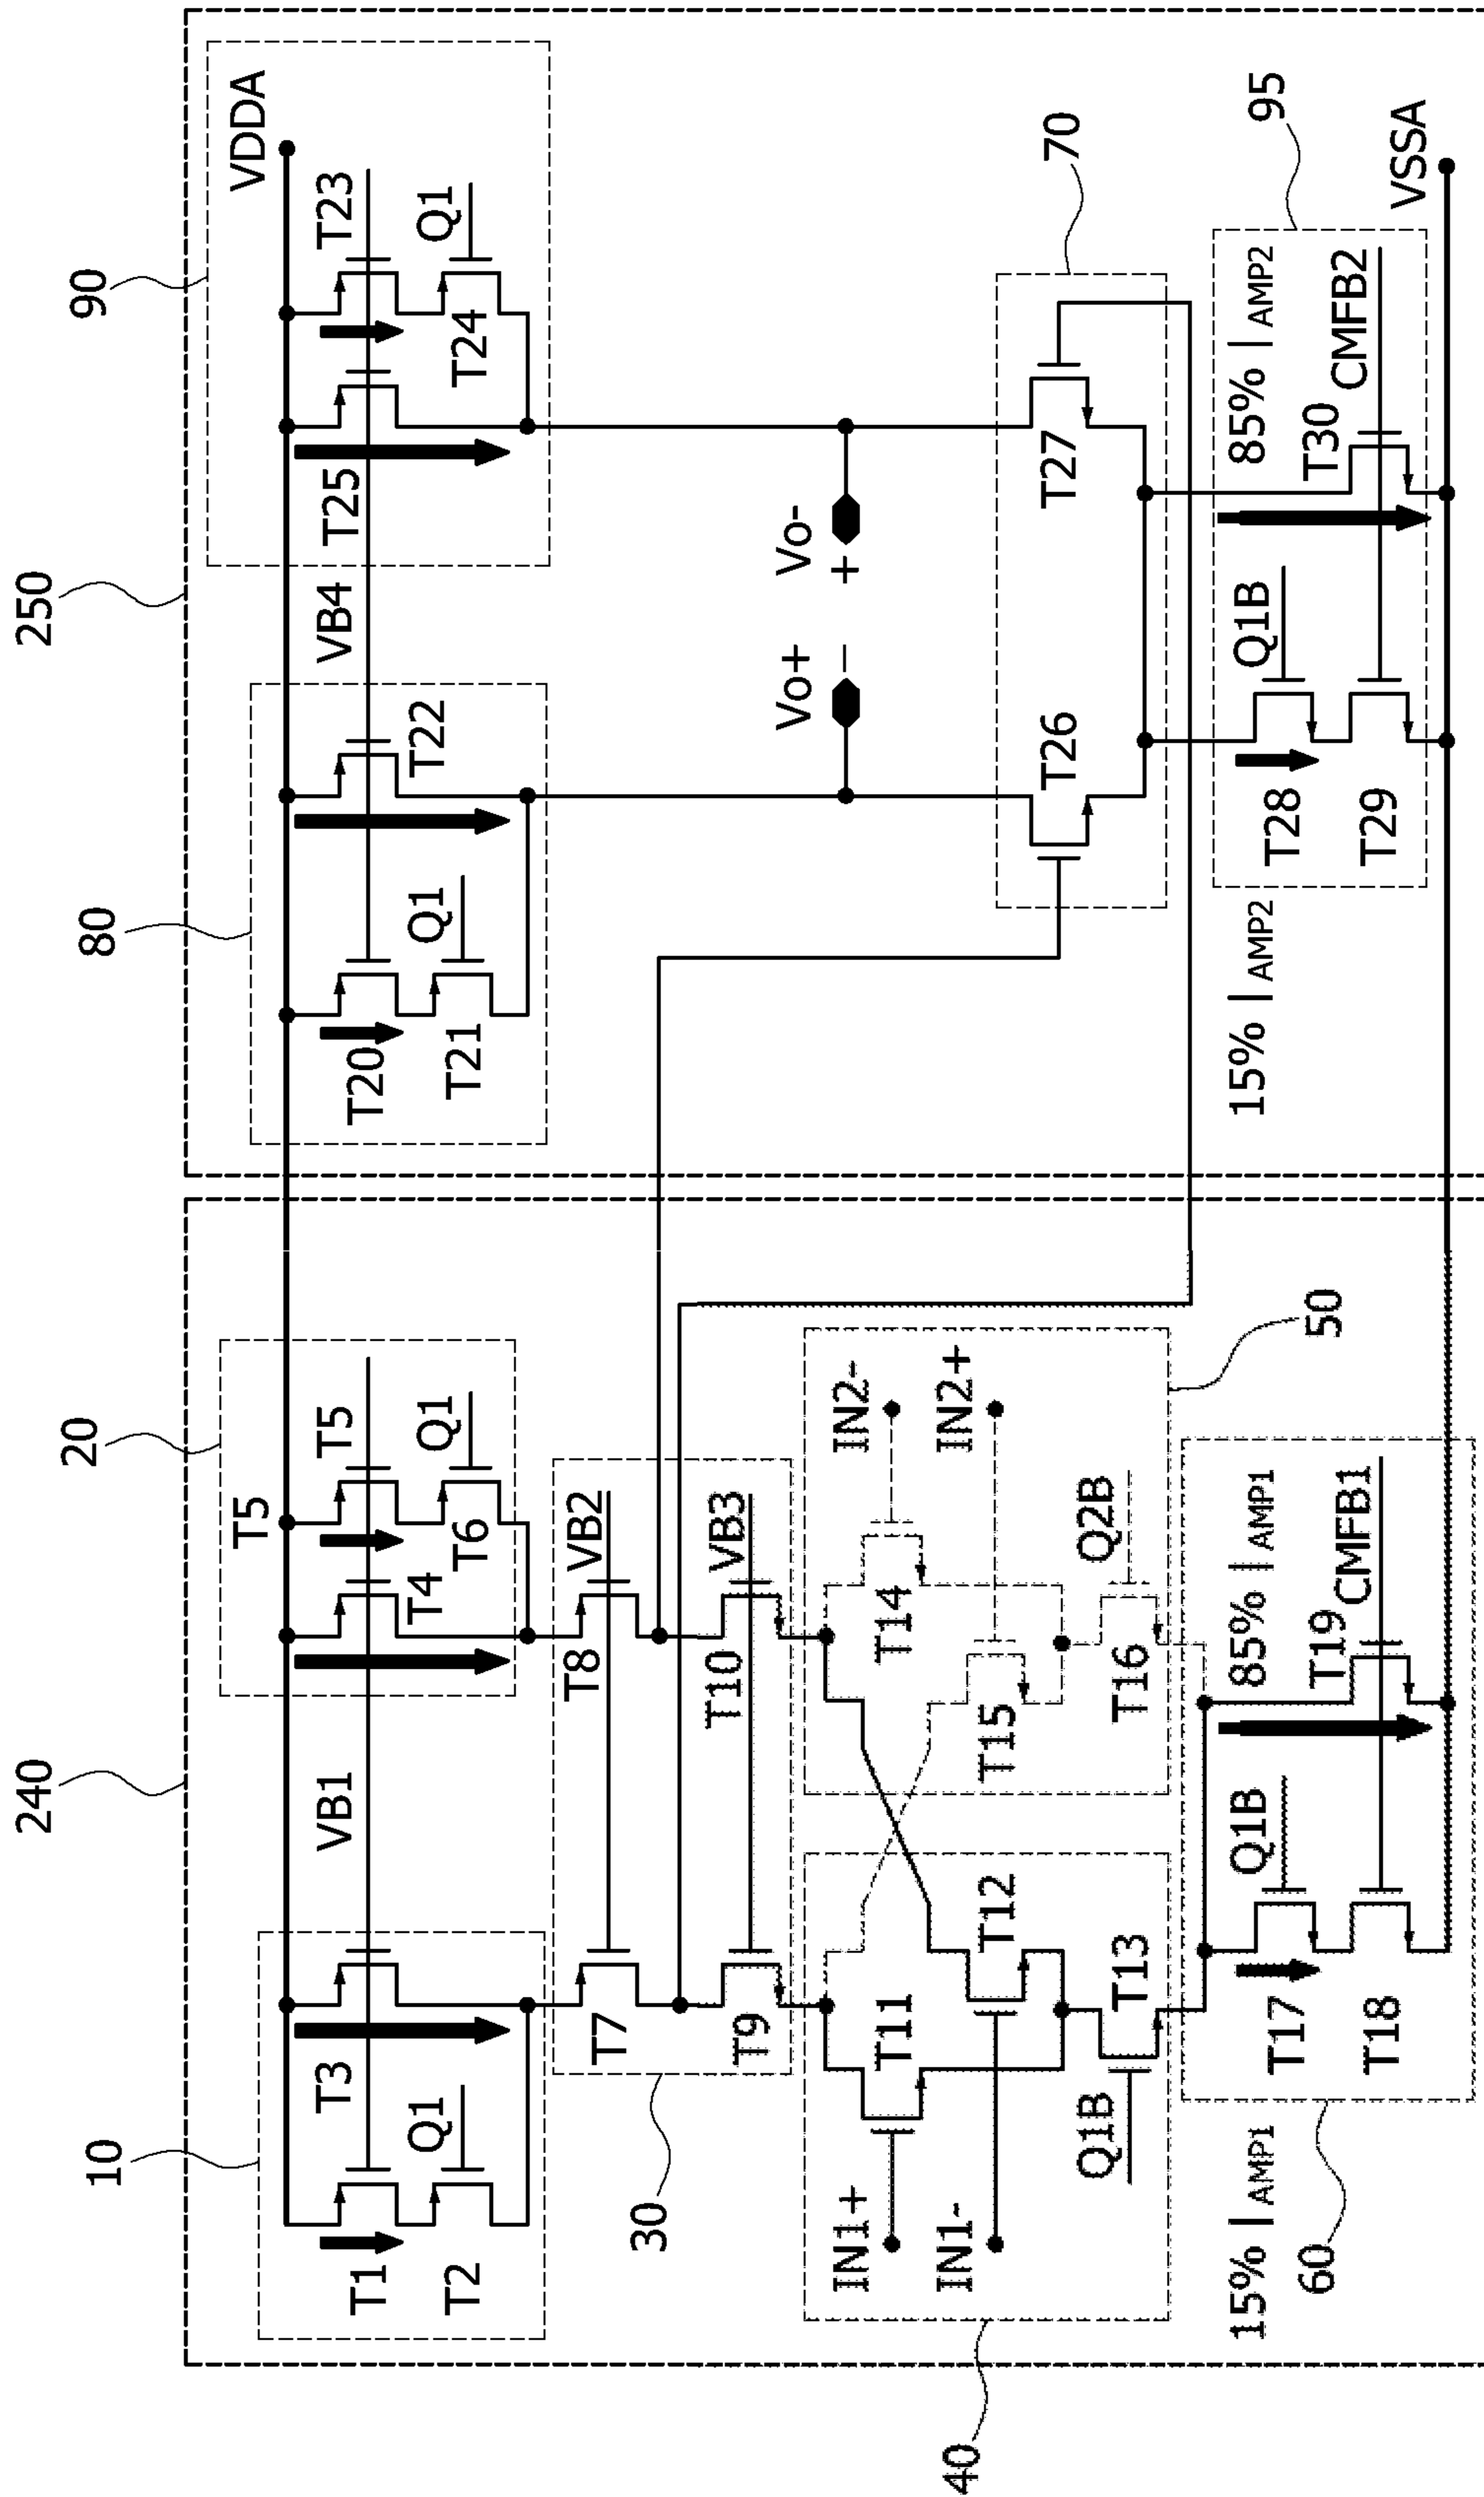 240
250
10
20
80
90
VDDA
T5
T1
T2
T3
Q1
VB1
T4
T5
T6
Q1
T20
T21
Q1
T22
VB4
T25
T23
T24
Q1
30
T7
T8
VB2
T9
T10
VB3
Vo+
Vo-
−
+
40
IN1+
IN1-
T11
T12
T13
Q1B
T14
T15
T16
IN2-
IN2+
Q2B
50
T26
T27
70
15% I AMP1
60
T17
T18
Q1B
85% I AMP1
T19
CMFB1
15% I AMP2
T28
T29
Q1B
85% I AMP2
T30
CMFB2
95
VSSA